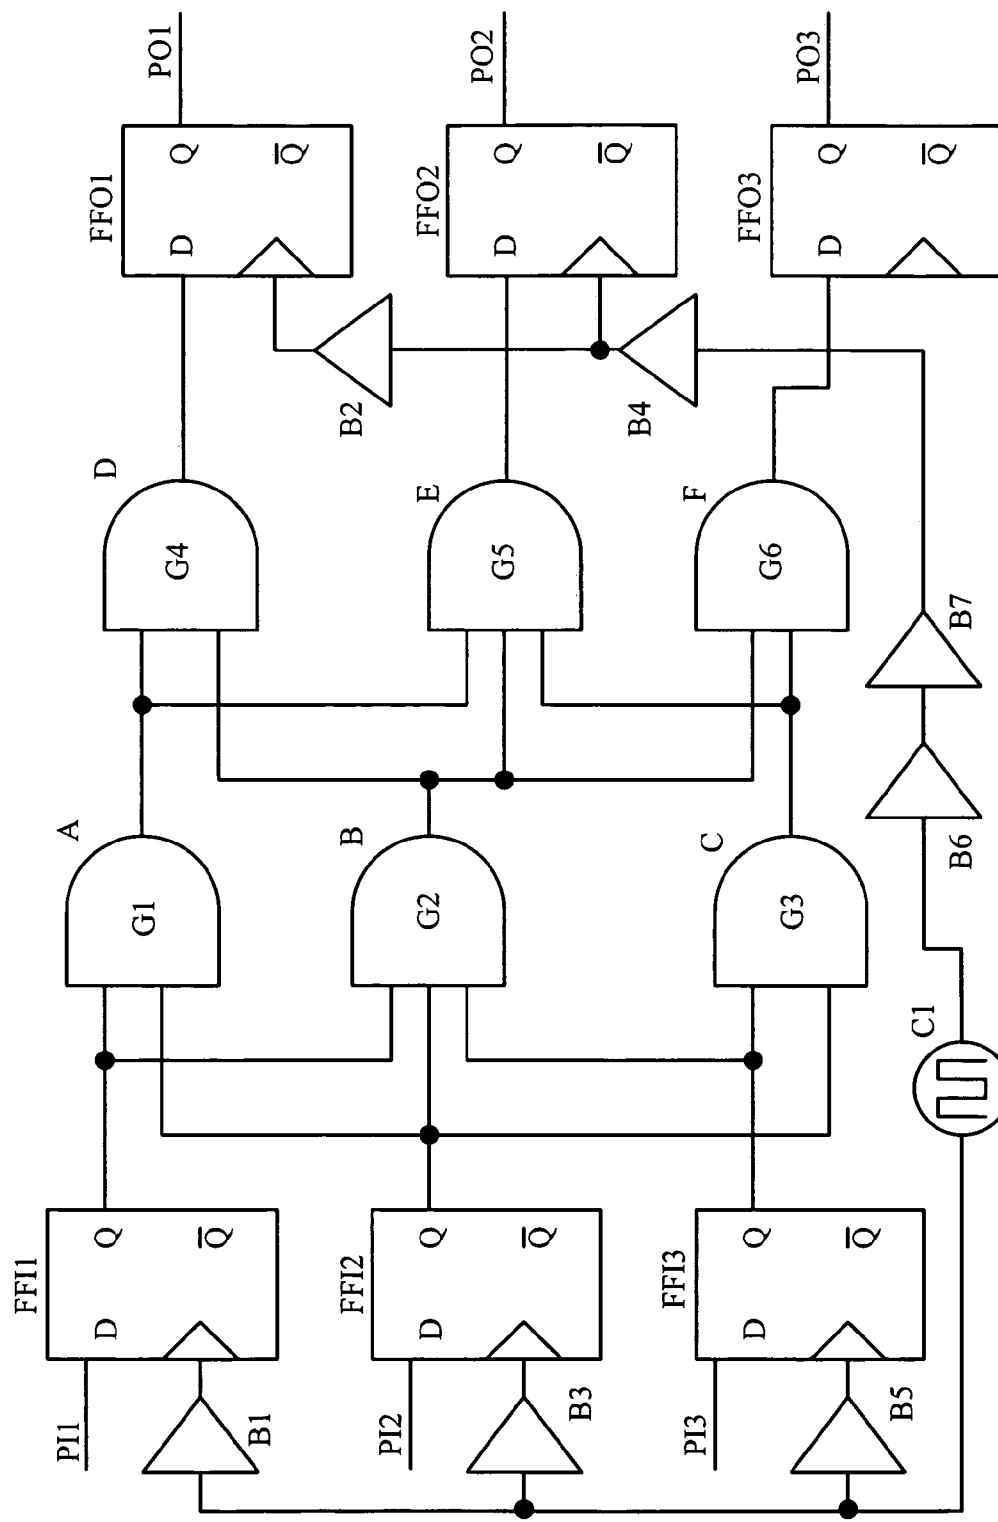 PO1
PO2
PO3
FFO1
Q
Q̅
D
FFO2
Q
Q̅
D
FFO3
Q
Q̅
D
B2
B4
D
G4
E
G5
F
G6
B7
B6
A
G1
B
G2
C
G3
C1
FFI1
Q
Q̅
D
FFI2
Q
Q̅
D
FFI3
Q
Q̅
D
PI1
B1
PI2
B3
PI3
B5